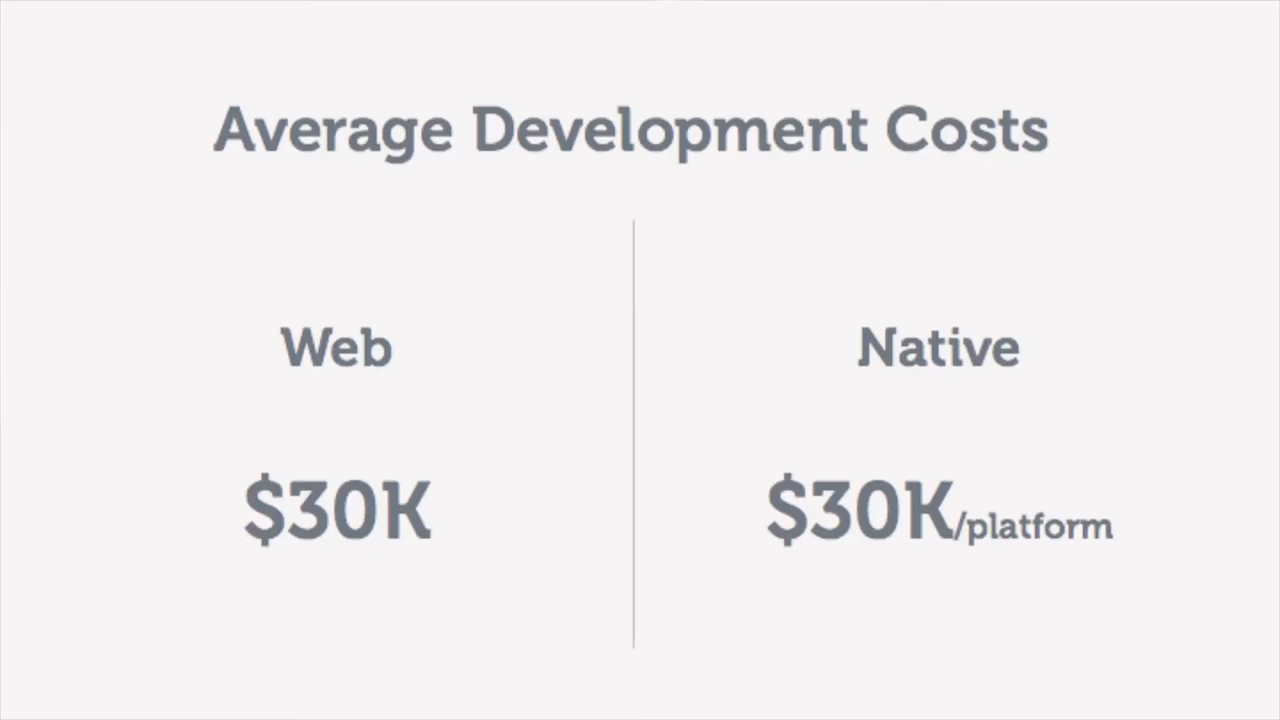 Average Development Costs
Web
Native
$30K
$30K/platform